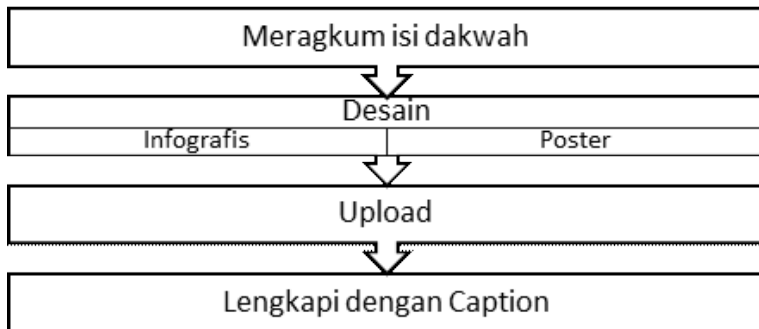 Meragkum isi dakwah
Desain
Infografis Poster
Upload
Lengkapi dengan Caption